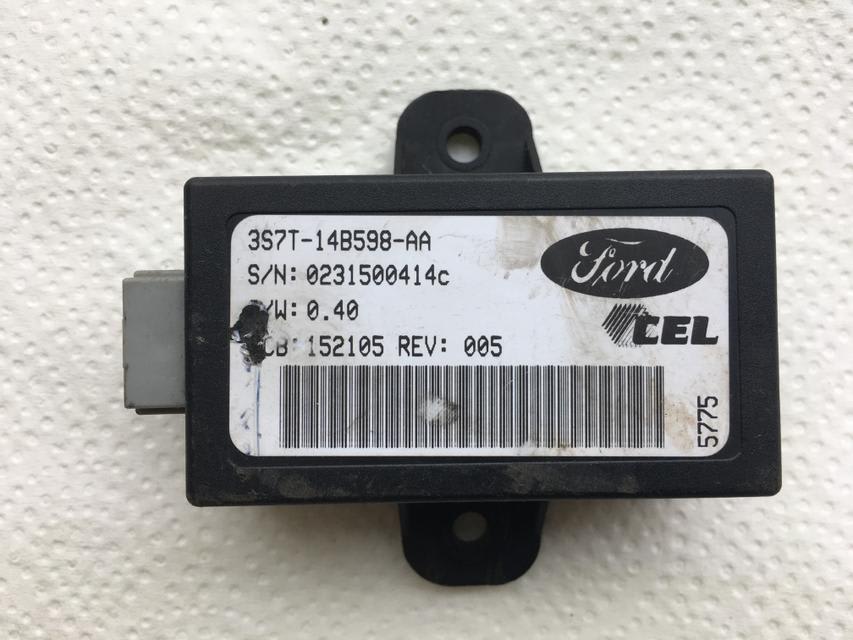 3S7T-14B598-AA
Ford
S/N: 0231500414c
/W: 0.40
CEL
CB: 152105 REV: 005
5775